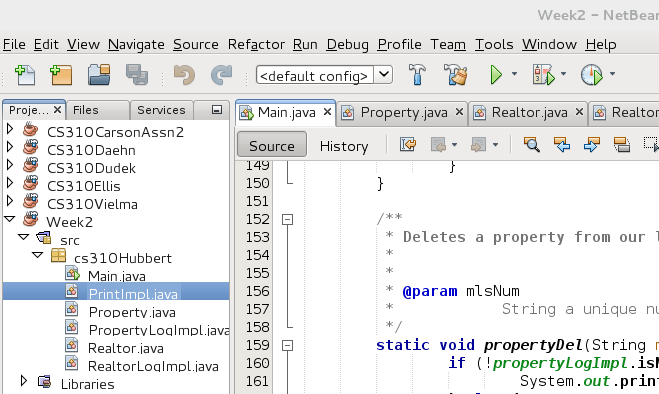 Week2 - NetBean
File Edit View Navigate Source Refactor Run Debug Profile Team Tools Window Help
<default config>
Proje... Files Services
Main.java Property.java Realtor.java Realtor
Source History
CS310CarsonAssn2
CS310Daehn
CS310Dudek
CS310Ellis
CS310Vielma
Week2
src
cs310Hubbert
Main.java
PrintImpl.java
Property.java
PropertyLogImpl.java
Realtor.java
RealtorLogImpl.java
Libraries
149 }
150 }
151
152 /**
153 * Deletes a property from our l
154 *
155 *
156 * @param mlsNum
157 * String a unique nu
158 */
159 static void propertyDel(String m
160 if (!propertyLogImpl.isN
161 System.out.print